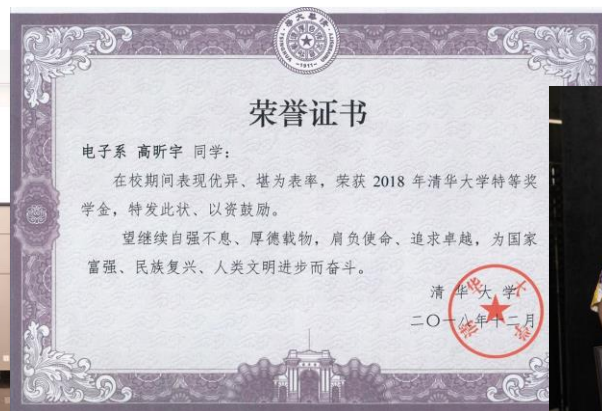 荣誉证书
电子系 高昕宇 同学：
在校期间表现优异、堪为表率，荣获 2018 年清华大学特等奖
学金，特发此状、以资鼓励。
望继续自强不息、厚德载物，肩负使命、追求卓越，为国家
富强、民族复兴、人类文明进步而奋斗。
清华大学
二〇一八年十二月